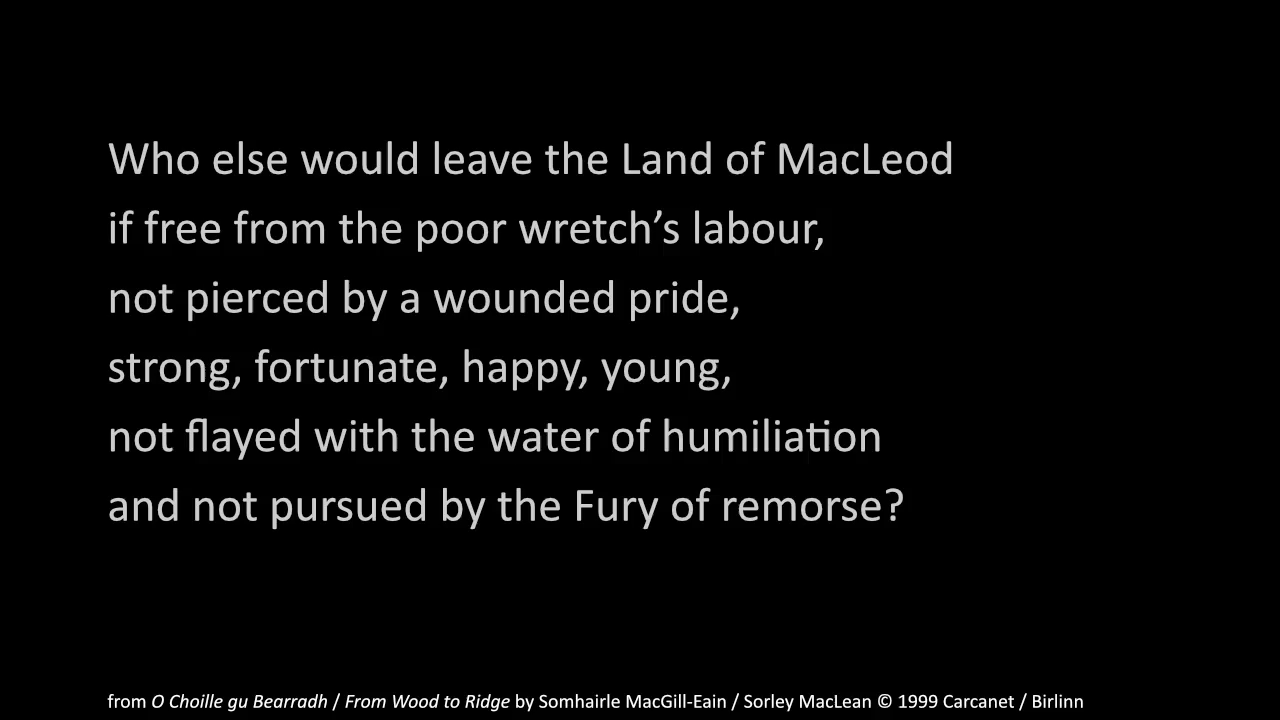 Who else would leave the Land of MacLeod
if free from the poor wretch’s labour,
not pierced by a wounded pride,
strong, fortunate, happy, young,
not flayed with the water of humiliation
and not pursued by the Fury of remorse?
from O Choille gu Bearradh / From Wood to Ridge by Somhairle MacGill-Eain / Sorley MacLean © 1999 Carcanet / Birlinn